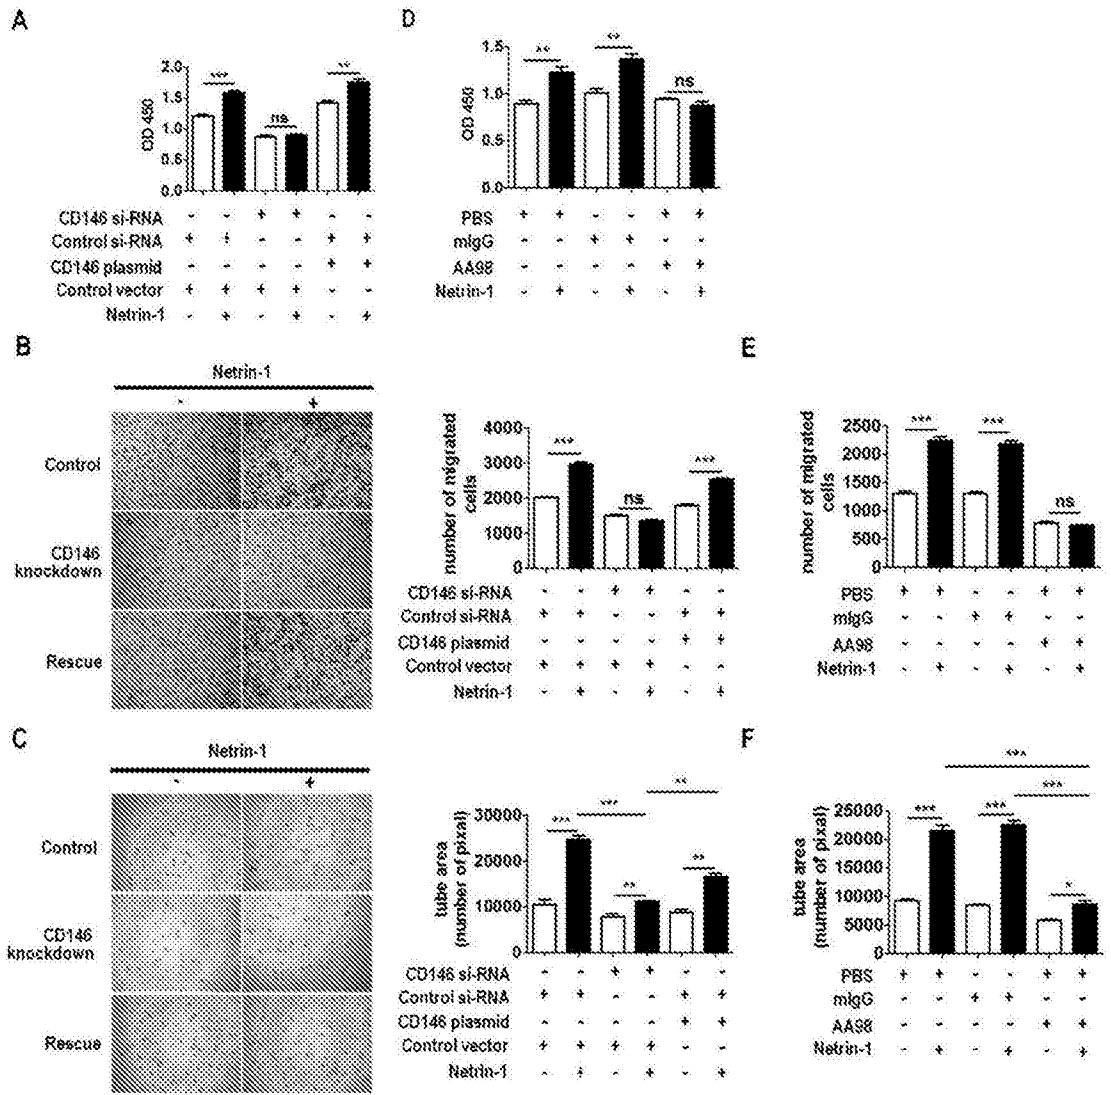 A
OD 450
2.0
1.5
1.0
0.5
0.0
***
ns
**
CD146 si-RNA - - + + - -
Control si-RNA + + - - + +
CD146 plasmid - - - - + +
Control vector + + + + - -
Netrin-1 - + - + - +
D
OD 450
1.5
1.0
0.5
0.0
**
**
ns
PBS + + - - + +
mIgG - - + + - -
AA98 - - - - + +
Netrin-1 - + - + - +
B
Netrin-1
- +
Control
CD146
knockdown
Rescue
number of migrated
cells
4000
3000
2000
1000
0
***
ns
***
CD146 si-RNA - - + + - -
Control si-RNA + + - - + +
CD146 plasmid - - - - + +
Control vector + + + + - -
Netrin-1 - + - + - +
E
number of migrated
cells
2500
2000
1500
1000
500
0
***
***
ns
PBS + + - - + +
mIgG - - + + - -
AA98 - - - - + +
Netrin-1 - + - + - +
C
Netrin-1
- +
Control
CD146
knockdown
Rescue
tube area
(number of pixal)
30000
20000
10000
0
***
***
**
**
**
CD146 si-RNA - - + + - -
Control si-RNA + + - - + +
CD146 plasmid - - - - + +
Control vector + + + + - -
Netrin-1 - + - + - +
F
tube area
(number of pixal)
25000
20000
15000
10000
5000
0
***
***
***
***
*
PBS + + - - + +
mIgG - - + + - -
AA98 - - - - + +
Netrin-1 - + - + - +